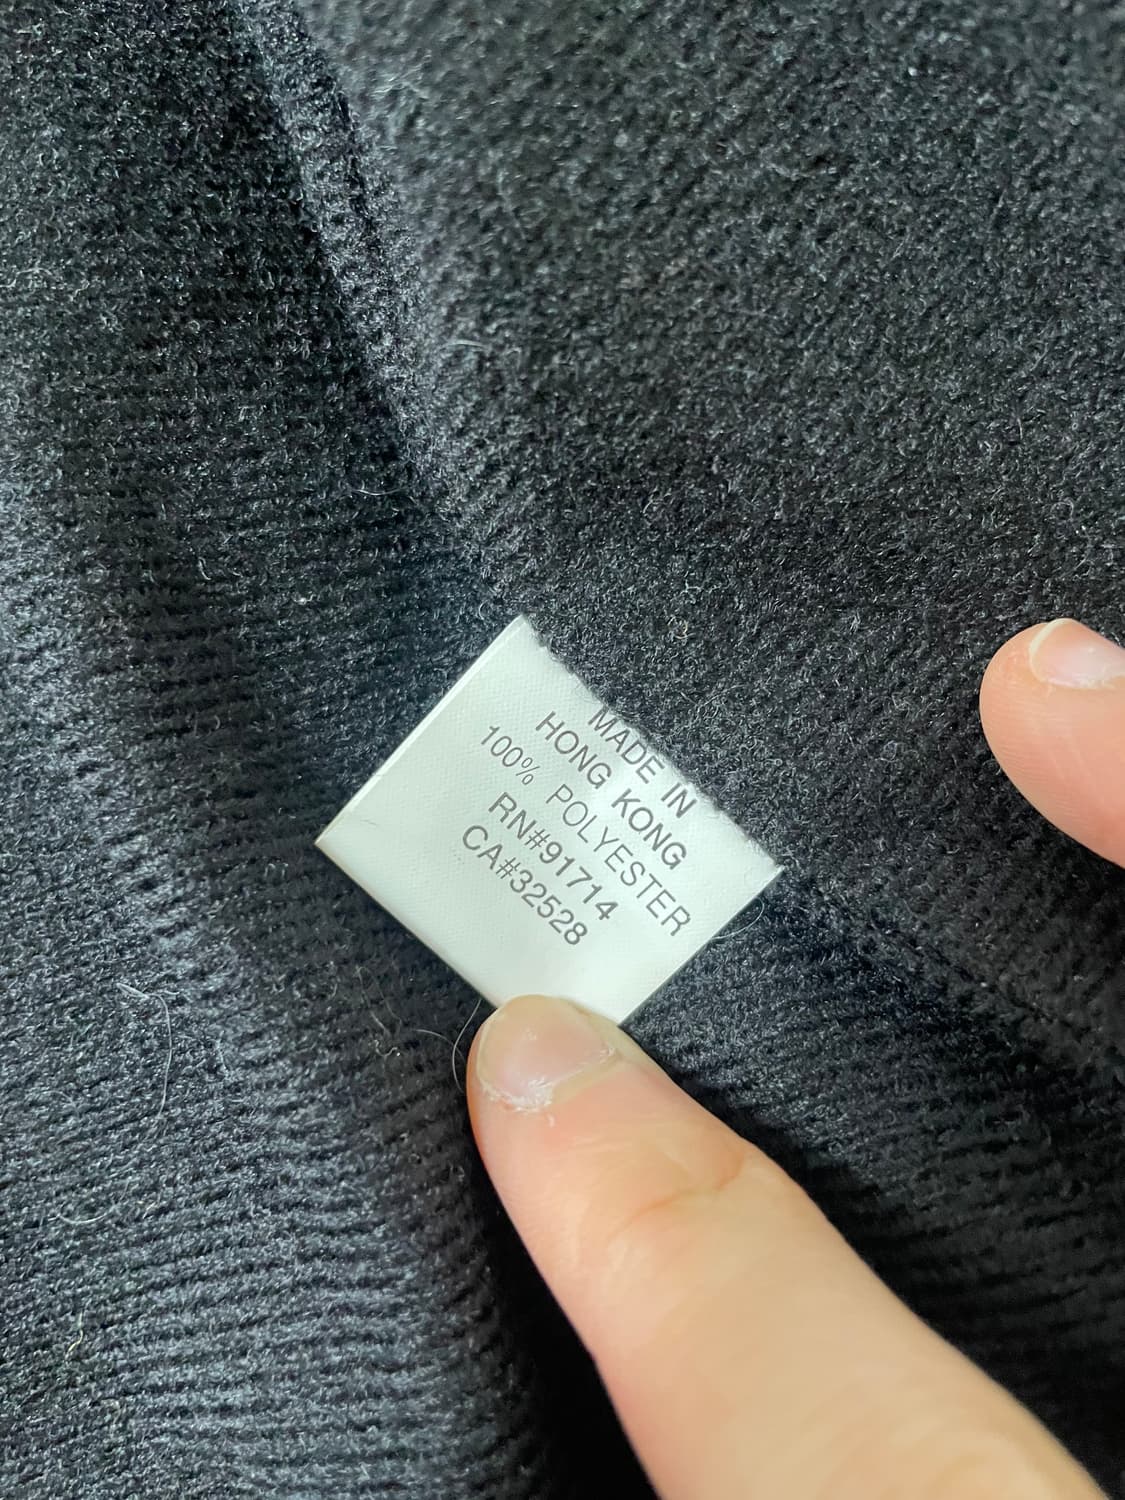 MADE IN
HONG KONG
100% POLYESTER
RN#91714
CA#32528